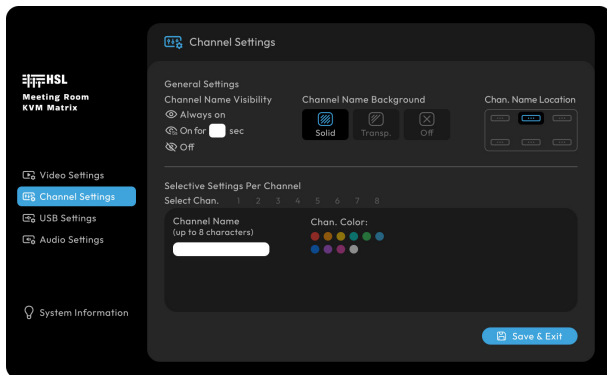 Channel Settings
HSL
Meeting Room
KVM Matrix
Video Settings
Channel Settings
USB Settings
Audio Settings
System Information
General Settings
Channel Name Visibility
Always on
On for sec
Off
Channel Name Background
Solid Transp. Off
Chan. Name Location
Selective Settings Per Channel
Select Chan. 1 2 3 4 5 6 7 8
Channel Name
(up to 8 characters)
Chan. Color:
Save & Exit